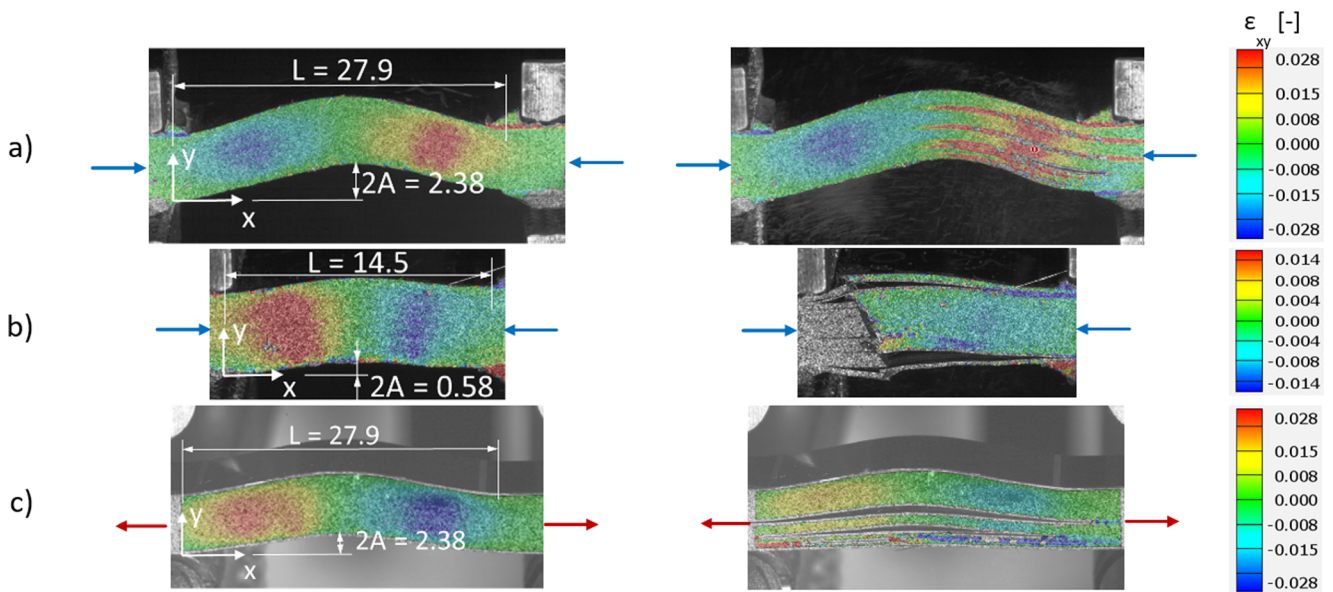 ε xy [-]
a)
L = 27.9
y
x
2A = 2.38
0.028
0.015
0.008
0.000
-0.008
-0.015
-0.028
b)
L = 14.5
y
x
2A = 0.58
0.014
0.008
0.004
0.000
-0.004
-0.008
-0.014
c)
L = 27.9
y
x
2A = 2.38
0.028
0.015
0.008
0.000
-0.008
-0.015
-0.028